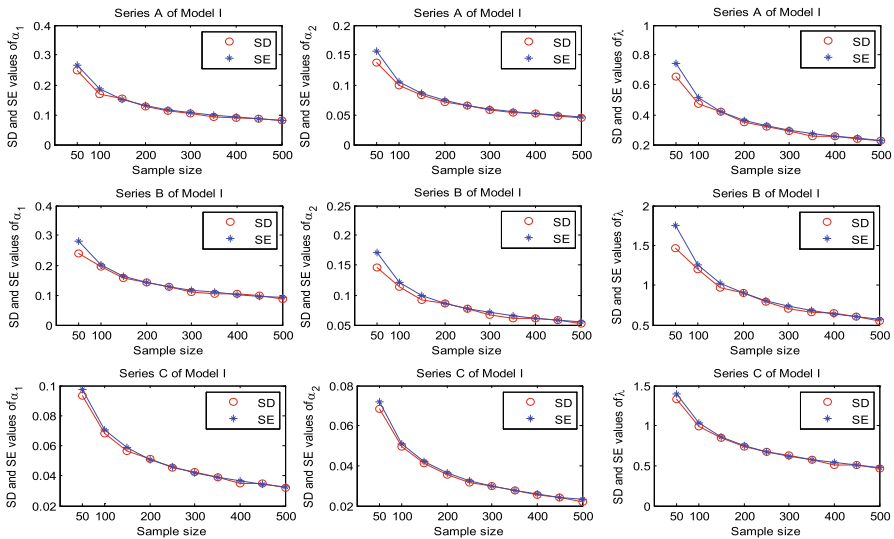 Series A of Model I
SD and SE values of α1
0.4
0.3
0.2
0.1
0
SD
SE
50 100 200 300 400 500
Sample size
Series A of Model I
SD and SE values of α2
0.2
0.15
0.1
0.05
0
SD
SE
50 100 200 300 400 500
Sample size
Series A of Model I
SD and SE values of λ
1
0.8
0.6
0.4
0.2
SD
SE
50 100 200 300 400 500
Sample size
Series B of Model I
SD and SE values of α1
0.4
0.3
0.2
0.1
0
SD
SE
50 100 200 300 400 500
Sample size
Series B of Model I
SD and SE values of α2
0.25
0.2
0.15
0.1
0.05
SD
SE
50 100 200 300 400 500
Sample size
Series B of Model I
SD and SE values of λ
2
1.5
1
0.5
SD
SE
50 100 200 300 400 500
Sample size
Series C of Model I
SD and SE values of α1
0.1
0.08
0.06
0.04
0.02
SD
SE
50 100 200 300 400 500
Sample size
Series C of Model I
SD and SE values of α2
0.08
0.06
0.04
0.02
SD
SE
50 100 200 300 400 500
Sample size
Series C of Model I
SD and SE values of λ
1.5
1
0.5
0
SD
SE
50 100 200 300 400 500
Sample size